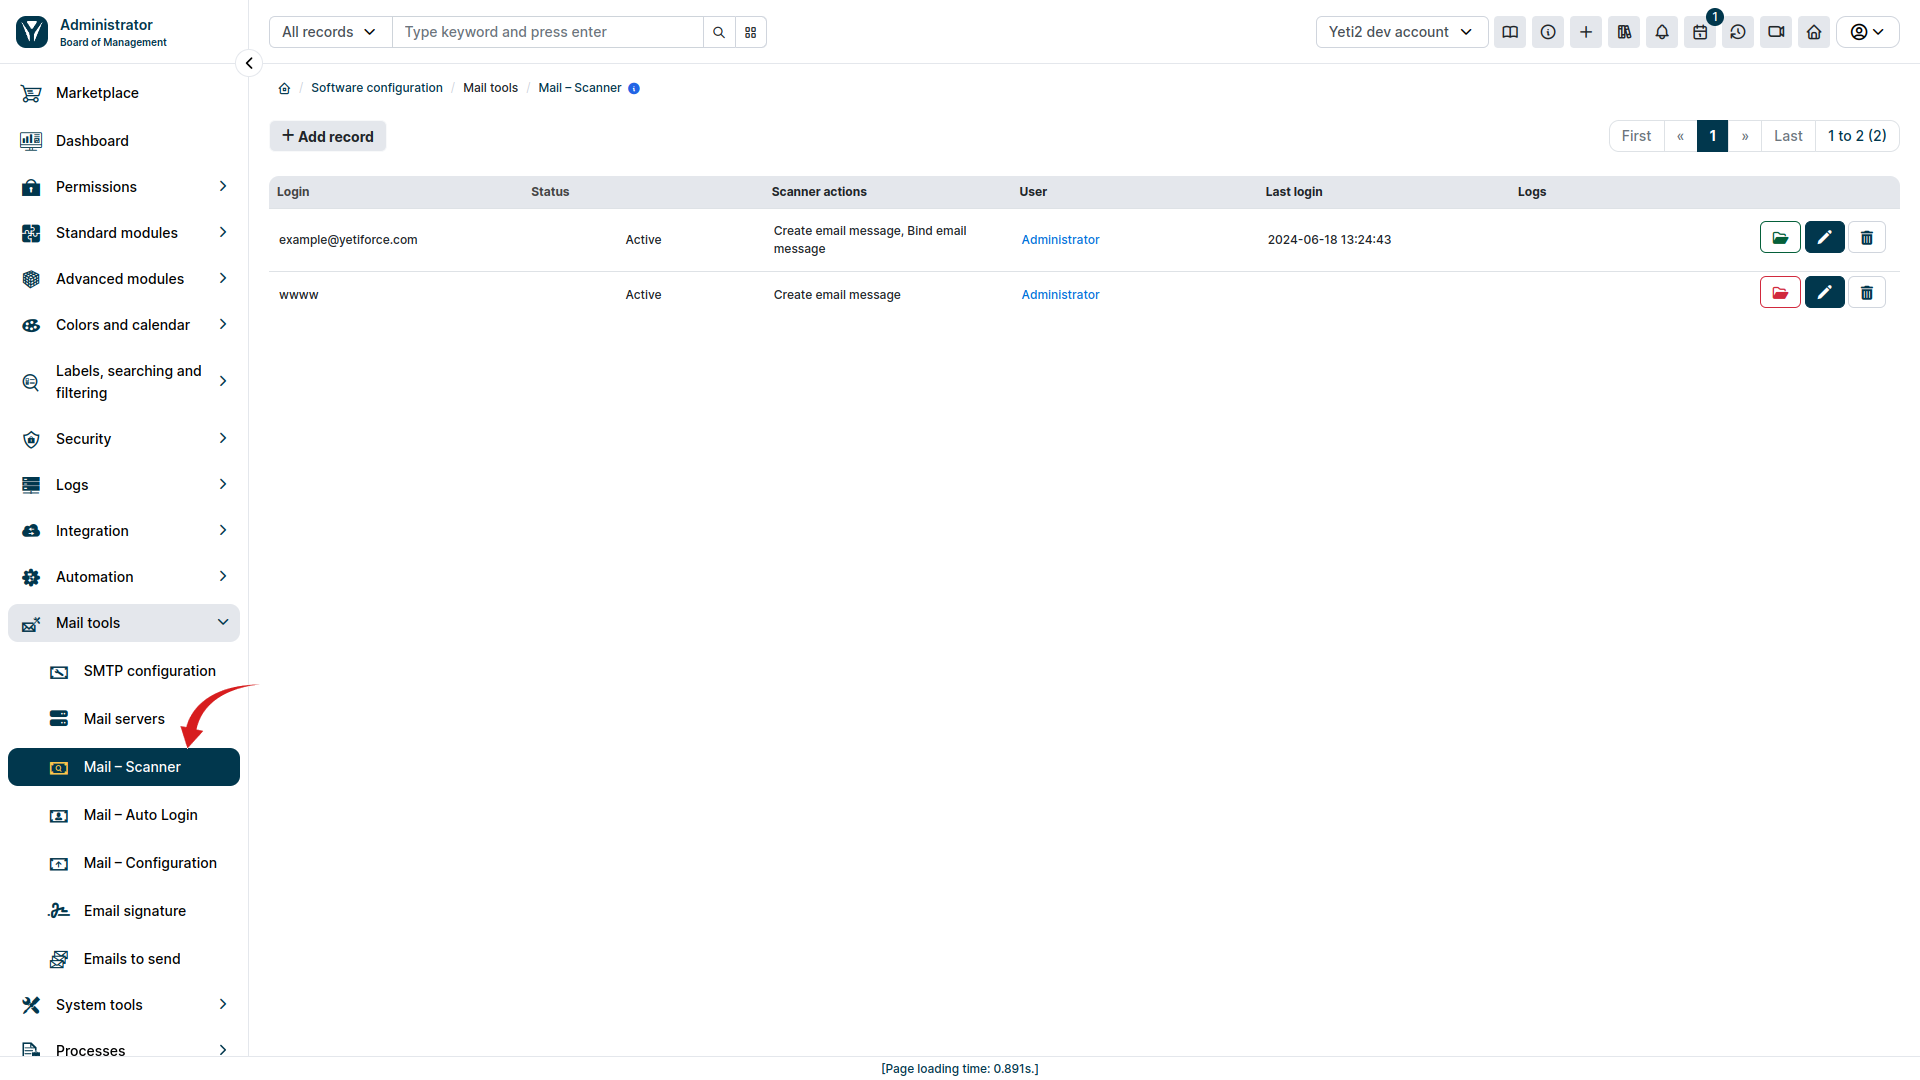 Administrator
Board of Management
All records
Type keyword and press enter
Yeti2 dev account
1
Marketplace
Dashboard
Permissions
Standard modules
Advanced modules
Colors and calendar
Labels, searching and
filtering
Security
Logs
Integration
Automation
Mail tools
SMTP configuration
Mail servers
Mail – Scanner
Mail – Auto Login
Mail – Configuration
Email signature
Emails to send
System tools
Processes
/ Software configuration / Mail tools / Mail – Scanner
+ Add record
First « 1 » Last 1 to 2 (2)
Login Status Scanner actions User Last login Logs
example@yetiforce.com Active Create email message, Bind email Administrator 2024-06-18 13:24:43
message
wwww Active Create email message Administrator
[Page loading time: 0.891s.]